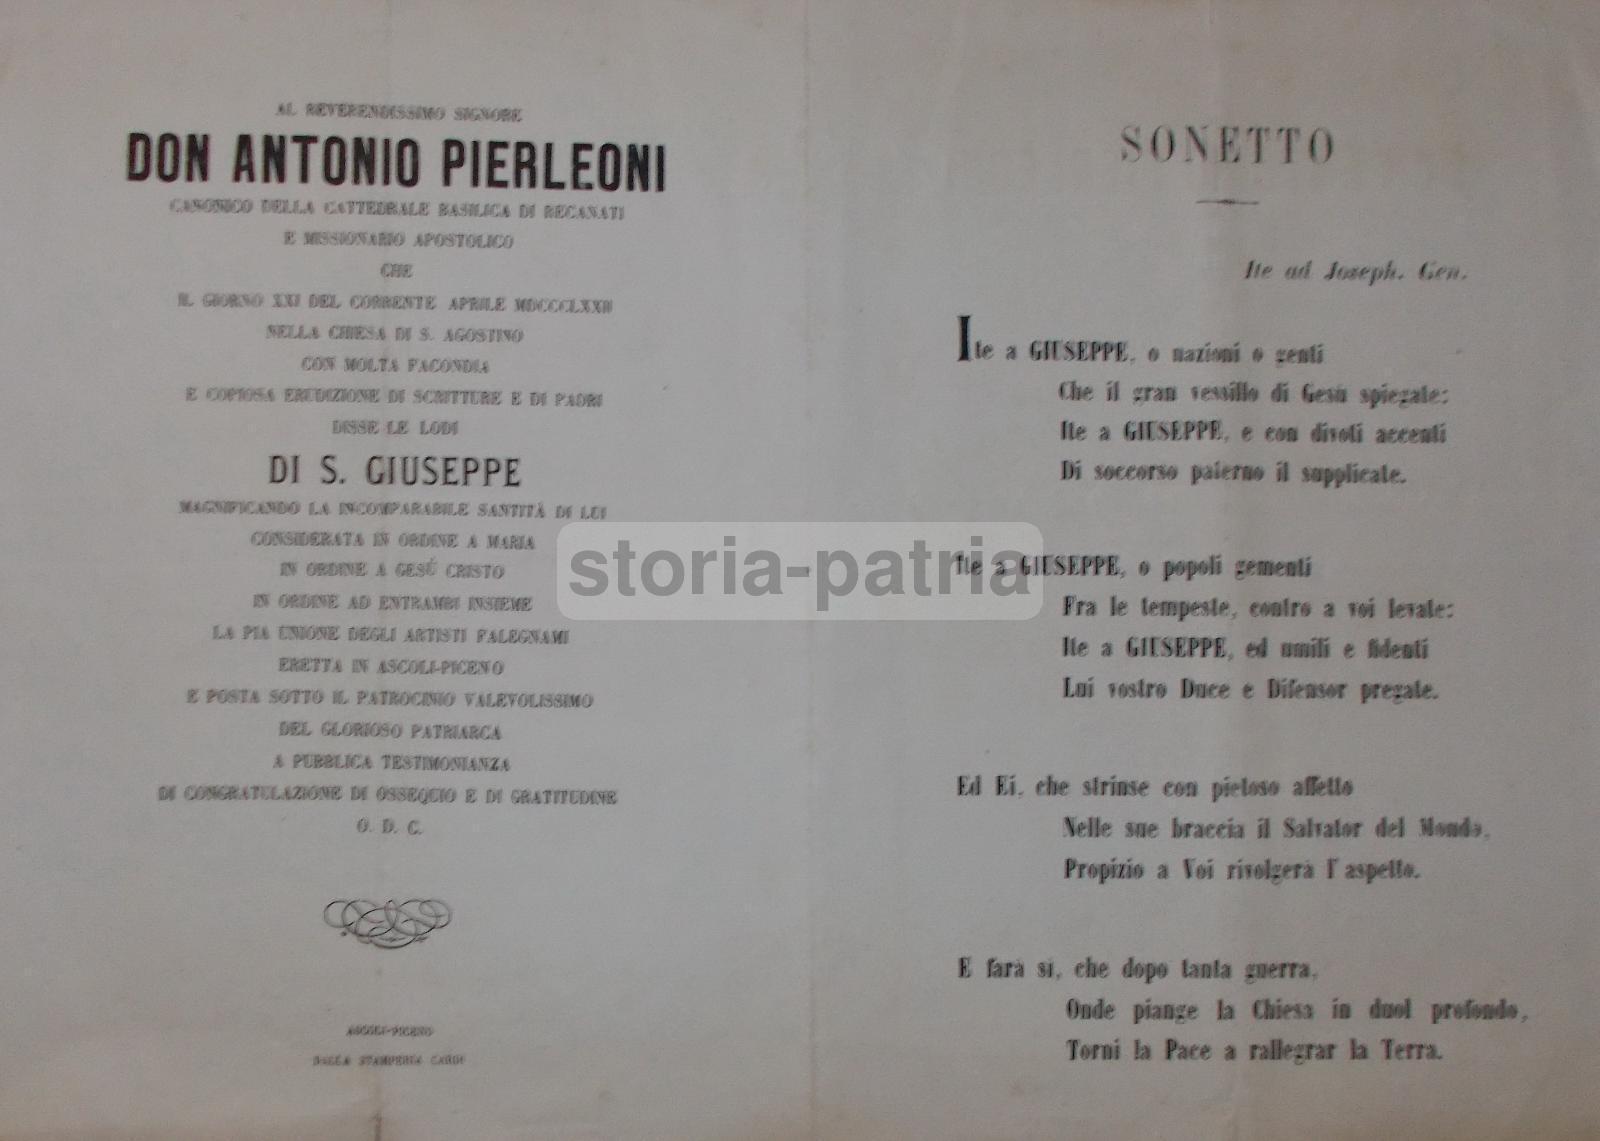 AL REVERENDISSIMO SIGNORE
DON ANTONIO PIERLEONI
CANONICO DELLA CATTEDRALE BASILICA DI RECANATI
E MISSIONARIO APOSTOLICO
CHE
IL GIORNO XXI DEL CORRENTE APRILE MDCCCLXXII
NELLA CHIESA DI S. AGOSTINO
CON MOLTA FACONDIA
E COPIOSA ERUDIZIONE DI SCRITTURE E DI PADRI
DISSE LE LODI
DI S. GIUSEPPE
MAGNIFICANDO LA INCOMPARABILE SANTITÀ DI LUI
CONSIDERATA IN ORDINE A MARIA
IN ORDINE A GESÙ CRISTO
IN ORDINE AD ENTRAMBI INSIEME
LA PIA UNIONE DEGLI ARTISTI FALEGNAMI
ERETTA IN ASCOLI-PICENO
E POSTA SOTTO IL PATROCINIO VALEVOLISSIMO
DEL GLORIOSO PATRIARCA
A PUBBLICA TESTIMONIANZA
DI CONGRATULAZIONE DI OSSEQUIO E DI GRATITUDINE
O. D. C.
ASCOLI-PICENO
DALLA STAMPERIA CARDI
SONETTO
Ite ad Joseph. Gen.
Ite a GIUSEPPE, o nazioni o genti
Che il gran vessillo di Gesù spiegate:
Ite a GIUSEPPE, e con divoti accenti
Di soccorso paterno il supplicate.
Ite a GIUSEPPE, o popoli gementi
Fra le tempeste, contro a voi levate:
Ite a GIUSEPPE, ed umili e fidenti
Lui vostro Duce e Difensor pregate.
Ed Ei, che strinse con pietoso affetto
Nelle sue braccia il Salvator del Mondo,
Propizio a Voi rivolgerà l'aspetto.
E farà sì, che dopo tanta guerra,
Onde piange la Chiesa in duol profondo,
Torni la Pace a rallegrar la Terra.
storia-patria